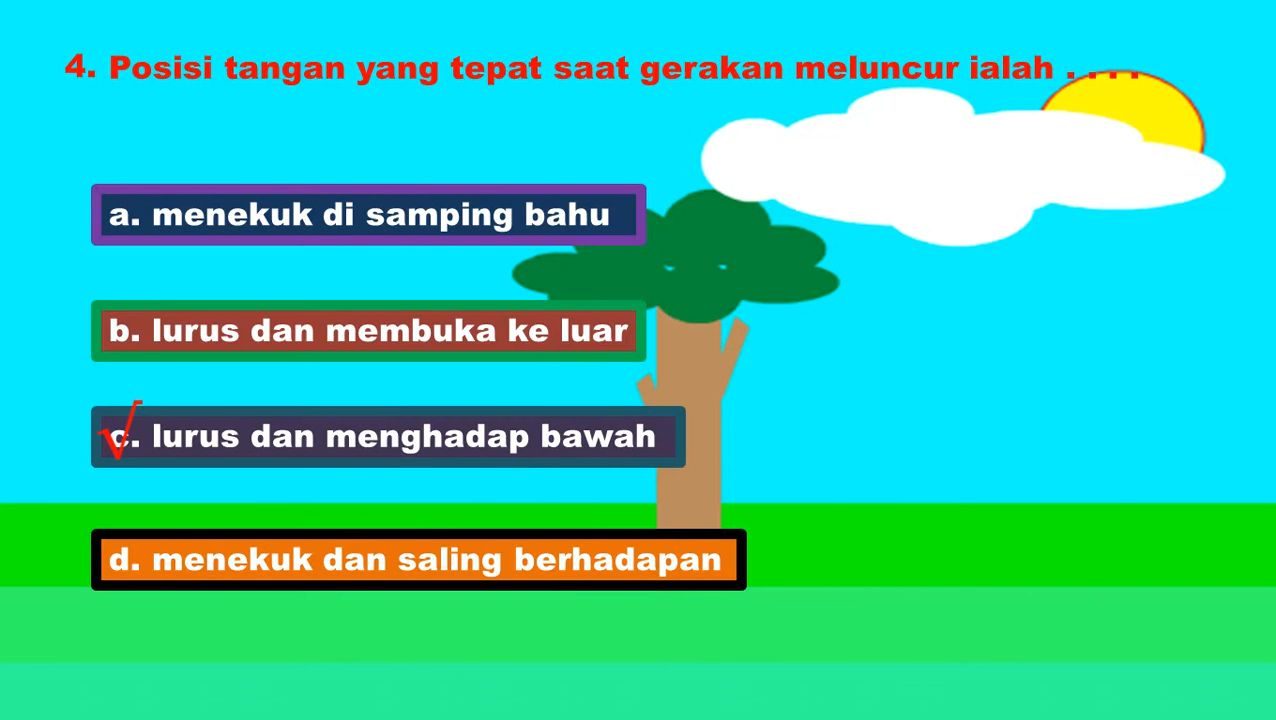 4. Posisi tangan yang tepat saat gerakan meluncur ialah . . . .
a. menekuk di samping bahu
b. lurus dan membuka ke luar
√ c. lurus dan menghadap bawah
d. menekuk dan saling berhadapan